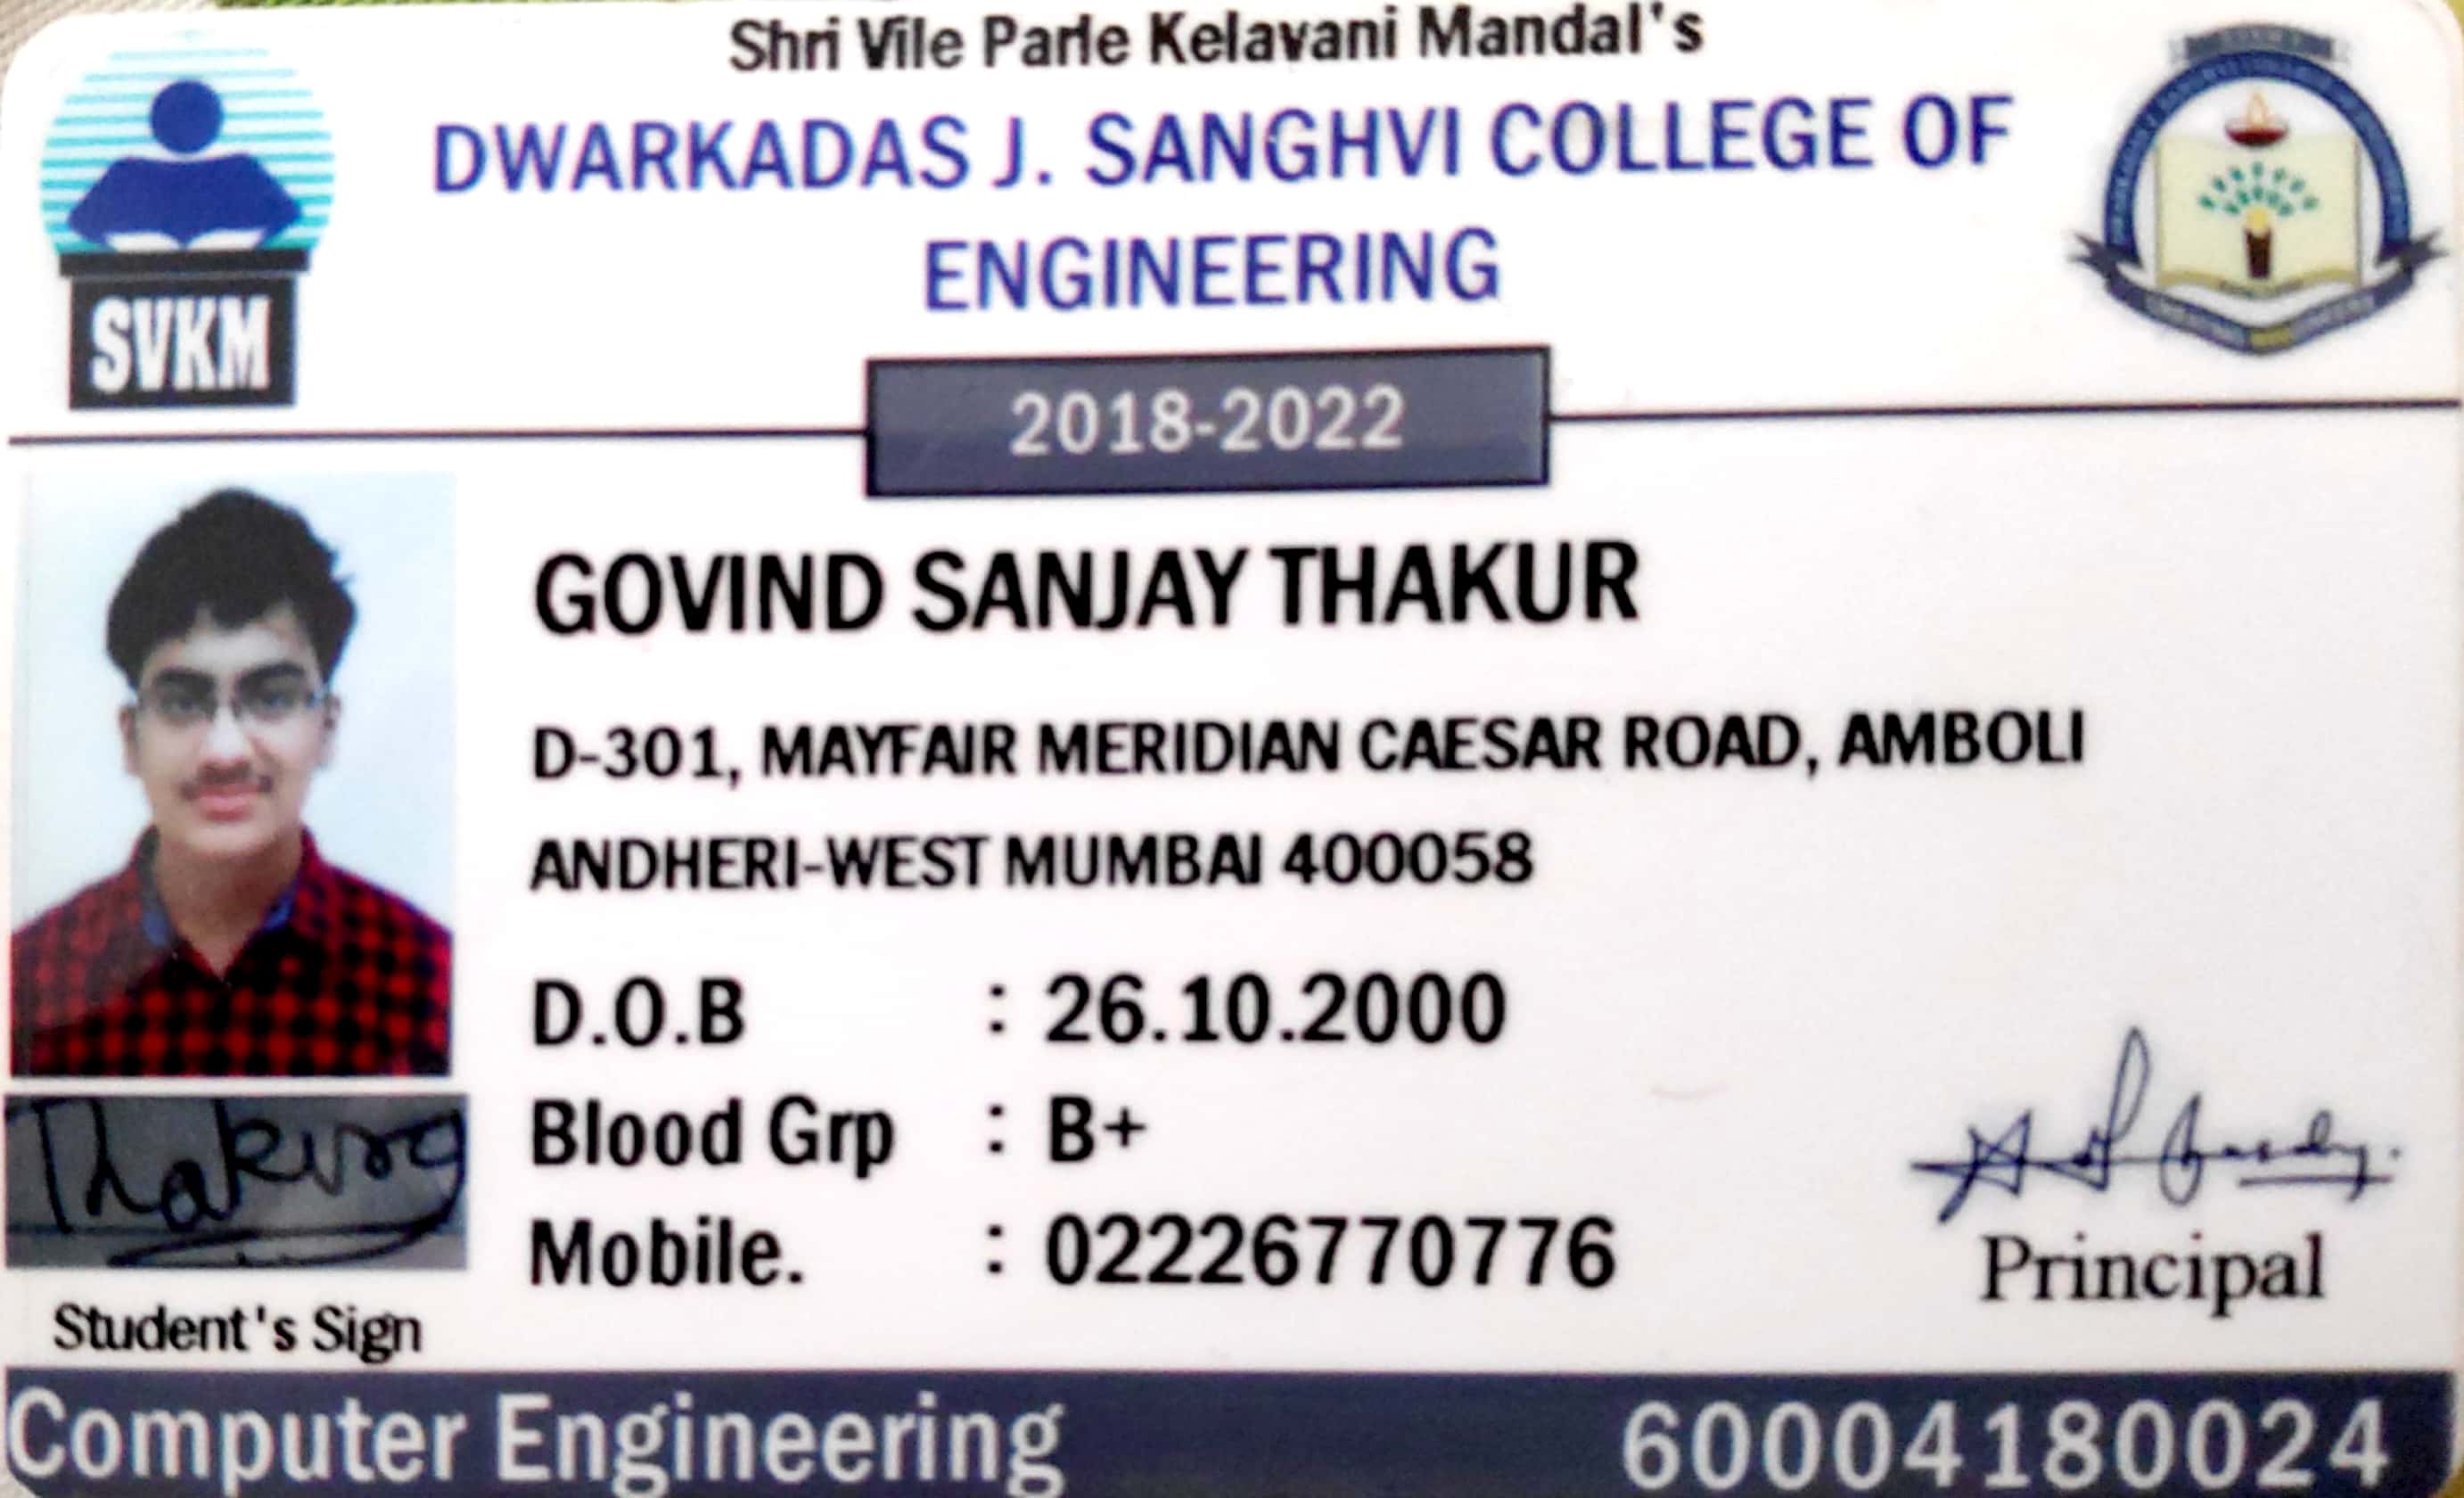 Shri Vile Parle Kelavani Mandal's
DWARKADAS J. SANGHVI COLLEGE OF
ENGINEERING
SVKM
2018-2022
GOVIND SANJAY THAKUR
D-301, MAYFAIR MERIDIAN CAESAR ROAD, AMBOLI
ANDHERI-WEST MUMBAI 400058
D.O.B : 26.10.2000
Blood Grp : B+
Mobile. : 02226770776
Thakurg
Student's Sign
Principal
Computer Engineering 60004180024